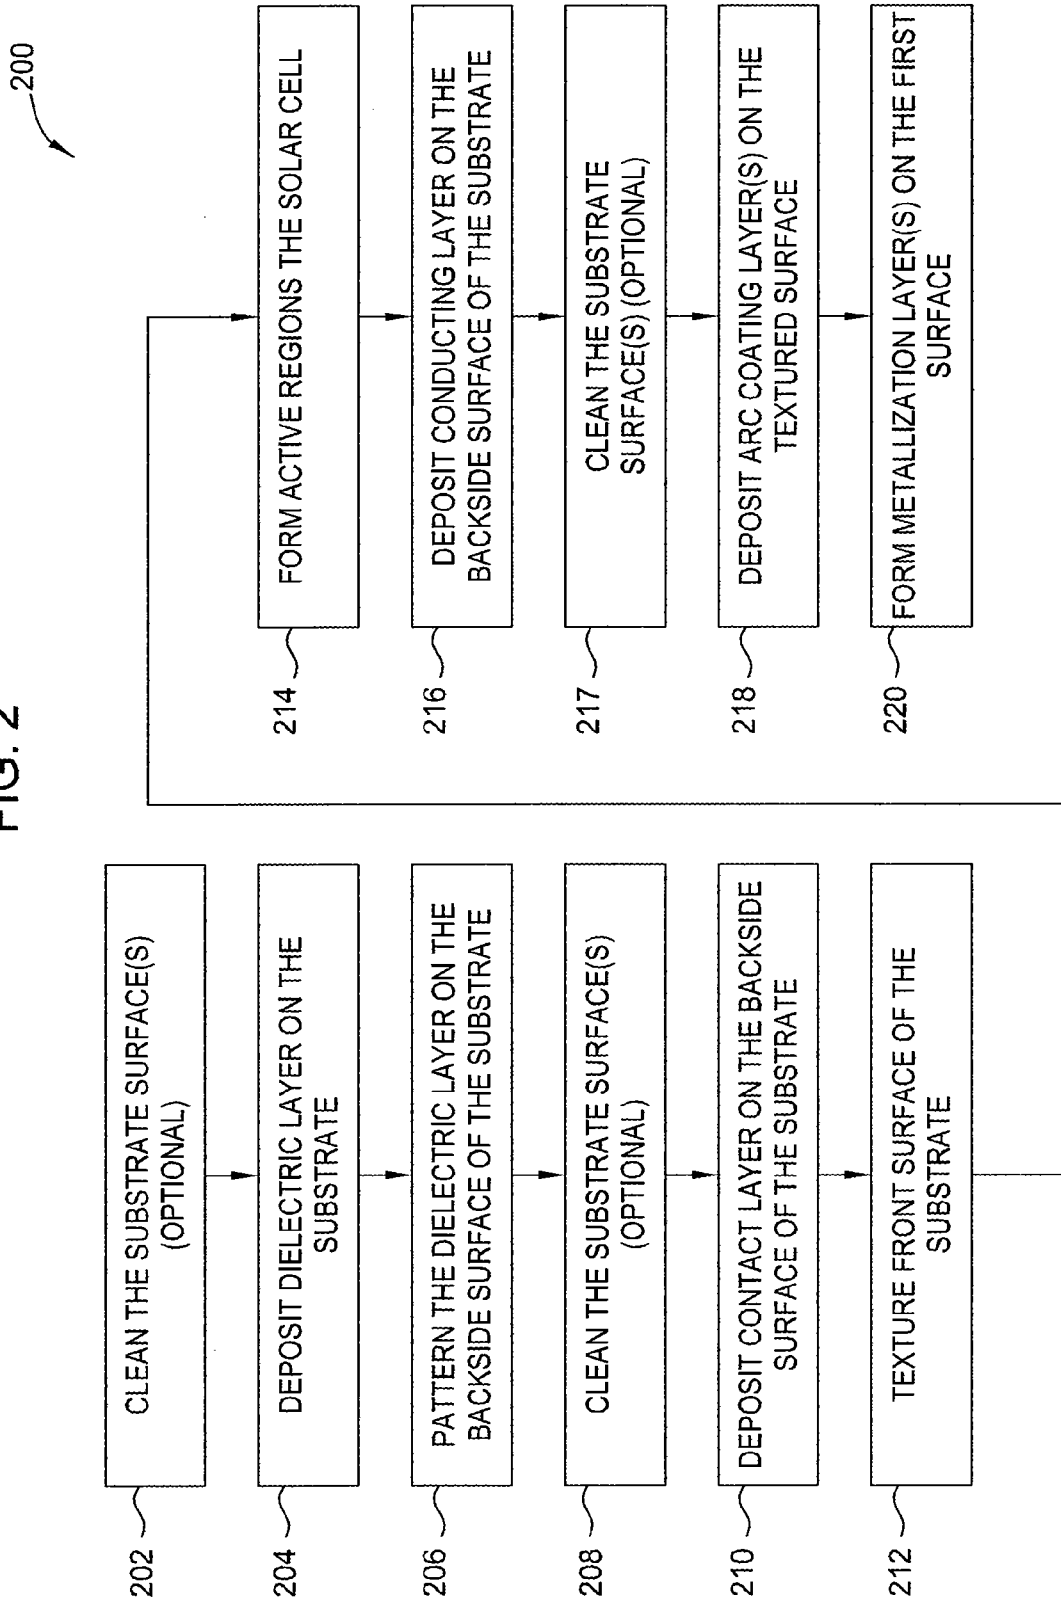 FIG. 2
200
202
CLEAN THE SUBSTRATE SURFACE(S)
(OPTIONAL)
204
DEPOSIT DIELECTRIC LAYER ON THE
SUBSTRATE
206
PATTERN THE DIELECTRIC LAYER ON THE
BACKSIDE SURFACE OF THE SUBSTRATE
208
CLEAN THE SUBSTRATE SURFACE(S)
(OPTIONAL)
210
DEPOSIT CONTACT LAYER ON THE BACKSIDE
SURFACE OF THE SUBSTRATE
212
TEXTURE FRONT SURFACE OF THE
SUBSTRATE
214
FORM ACTIVE REGIONS THE SOLAR CELL
216
DEPOSIT CONDUCTING LAYER ON THE
BACKSIDE SURFACE OF THE SUBSTRATE
217
CLEAN THE SUBSTRATE
SURFACE(S) (OPTIONAL)
218
DEPOSIT ARC COATING LAYER(S) ON THE
TEXTURED SURFACE
220
FORM METALLIZATION LAYER(S) ON THE FIRST
SURFACE